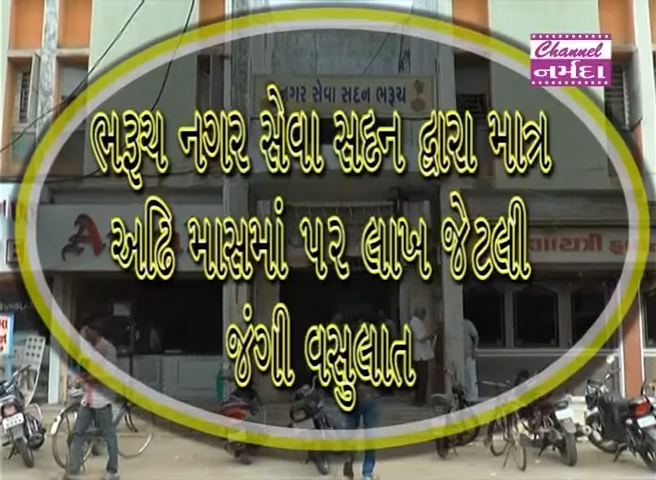 Channel
નર્મદા
નગર સેવા સદન ભરૂચ
ભરૂચ નગર સેવા સદન દ્વારા માત્ર
અઢિ માસમાં ૫૨ લાખ જેટલી
જંગી વસુલાત